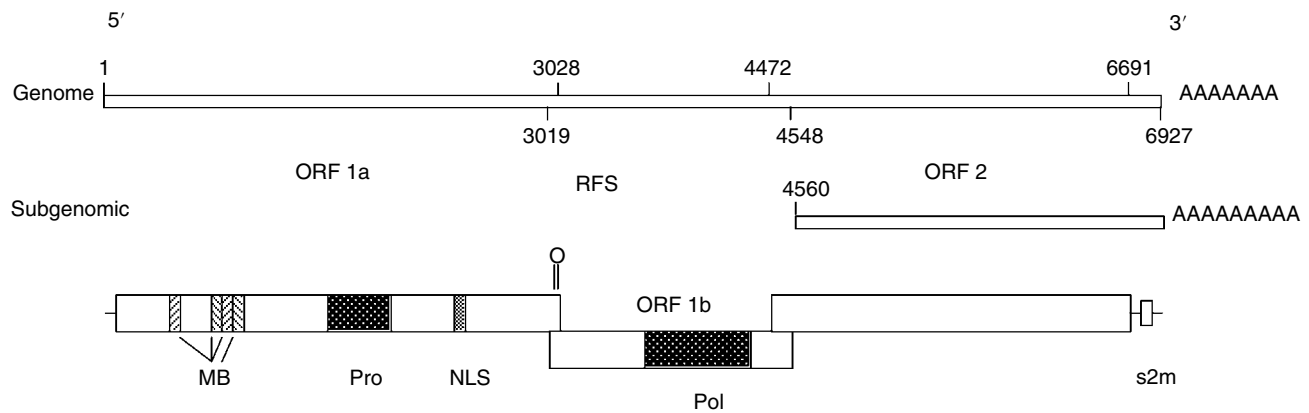 5′ 3′
1 3028 4472 6691
Genome AAAAAAA
3019 4548 6927
ORF 1a RFS ORF 2
4560
Subgenomic AAAAAAAAA
O
ORF 1b
MB Pro NLS s2m
Pol